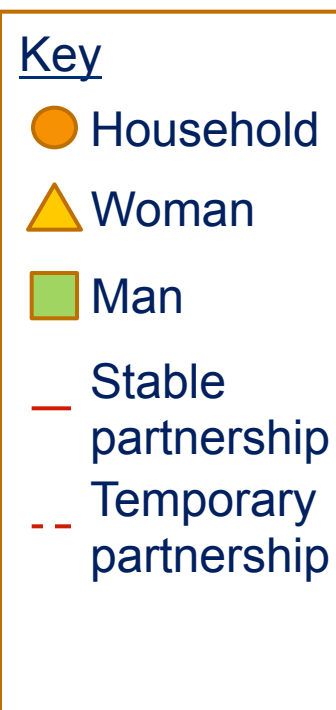 Key
Household
Woman
Man
Stable
partnership
Temporary
partnership